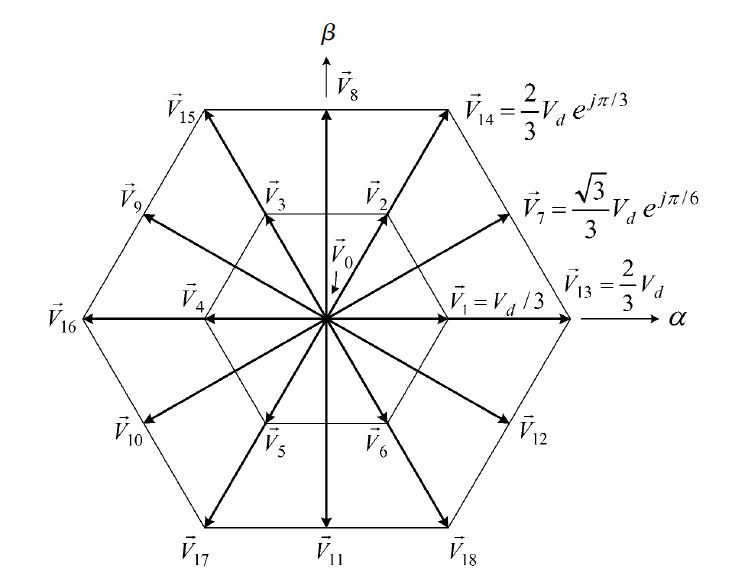 β
V⃗₈
V⃗₁₅
V⃗₁₄ = 2/3 V_d e^{jπ/3}
V⃗₉
V⃗₃
V⃗₂
V⃗₇ = √3/3 V_d e^{jπ/6}
V⃗₀
V⃗₁₆
V⃗₄
V⃗₁ = V_d / 3
V⃗₁₃ = 2/3 V_d
α
V⃗₁₀
V⃗₅
V⃗₆
V⃗₁₂
V⃗₁₇
V⃗₁₁
V⃗₁₈